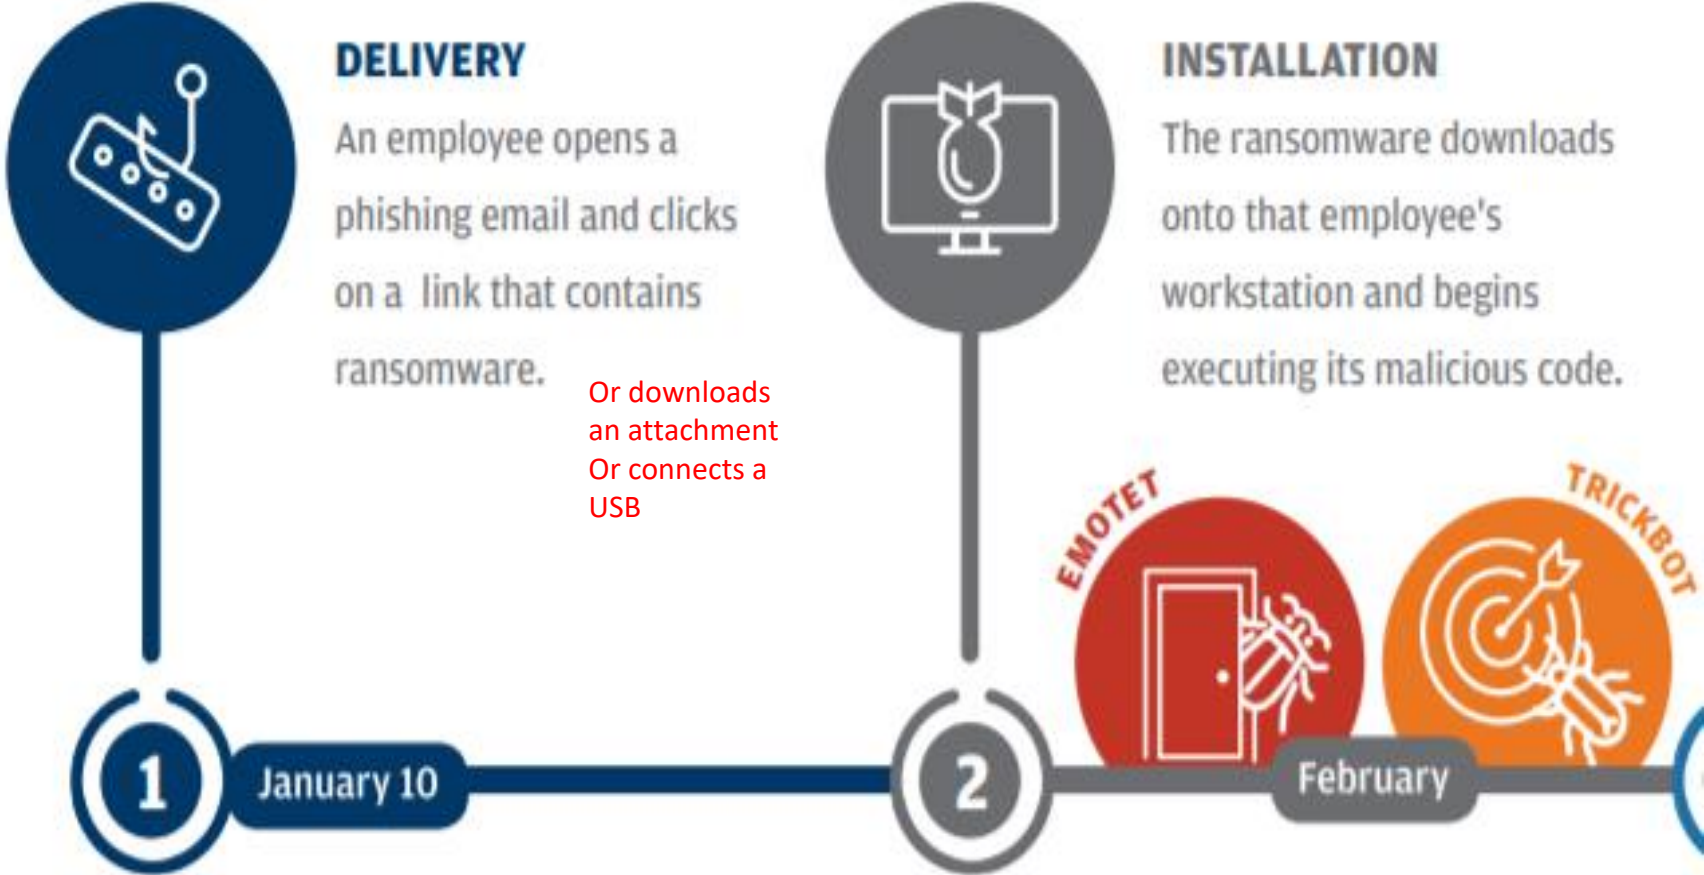 DELIVERY
An employee opens a
phishing email and clicks
on a link that contains
ransomware.
Or downloads
an attachment
Or connects a
USB
INSTALLATION
The ransomware downloads
onto that employee's
workstation and begins
executing its malicious code.
EMOTET
TRICKBOT
1
January 10
2
February